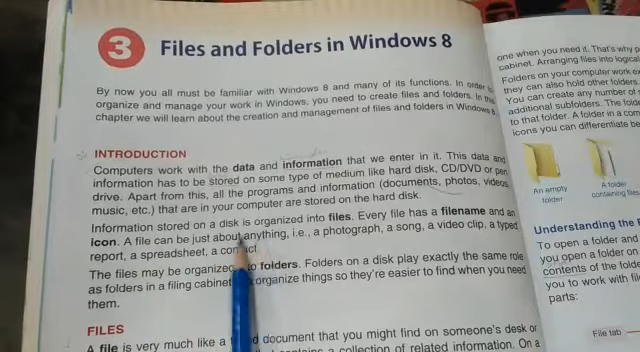 3 Files and Folders in Windows 8
By now you all must be familiar with Windows 8 and many of its functions. In order to
organize and manage your work in Windows, you need to create files and folders. In this
chapter we will learn about the creation and management of files and folders in Windows 8.
INTRODUCTION
Computers work with the data and information that we enter in it. This data and
information has to be stored on some type of medium like hard disk, CD/DVD or pen
drive. Apart from this, all the programs and information (documents, photos, videos,
music, etc.) that are in your computer are stored on the hard disk.
Information stored on a disk is organized into files. Every file has a filename and an
icon. A file can be just about anything, i.e., a photograph, a song, a video clip, a typed
report, a spreadsheet, a
The files may be organized to folders. Folders on a disk play exactly the same role
as folders in a filing cabinet organize things so they're easier to find when you need
them.
FILES
A file is very much like a document that you might find on someone's desk or
a collection of related information. On a
one when you need it. That's why
cabinet. Arranging files into
Folders on your computer work
they can also hold other folders.
You can create any number of
additional subfolders. The
to that folder. A folder in a
icons you can differentiate
An empty
folder
A folder
containing files
Understanding the
To open a folder and
you open a folder on
contents of the
you to work with
parts:
File tab